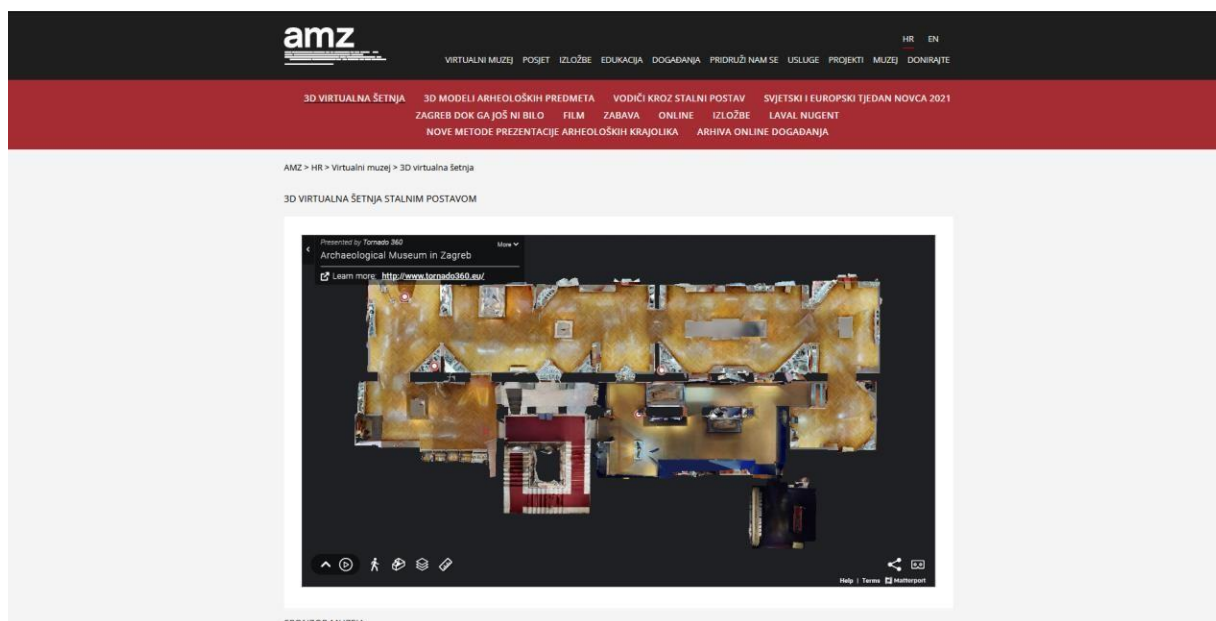 amz
HR EN
VIRTUALNI MUZEJ POSJET IZLOŽBE EDUKACIJA DOGAĐANJA PRIDRUŽI NAM SE USLUGE PROJEKTI MUZEJ DONIRAJTE
3D VIRTUALNA ŠETNJA 3D MODELI ARHEOLOŠKIH PREDMETA VODIČI KROZ STALNI POSTAV SVJETSKI I EUROPSKI TJEDAN NOVCA 2021
ZAGREB DOK GA JOŠ NI BILO FILM ZABAVA ONLINE IZLOŽBE LAVAL NUGENT
NOVE METODE PREZENTACIJE ARHEOLOŠKIH KRAJOLIKA ARHIVA ONLINE DOGAĐANJA
AMZ > HR > Virtualni muzej > 3D virtualna šetnja
3D VIRTUALNA ŠETNJA STALNIM POSTAVOM
Presented by Tornado 360 More
Archaeological Museum in Zagreb
Learn more: http://www.tornado360.eu/
Help | Terms Matterport